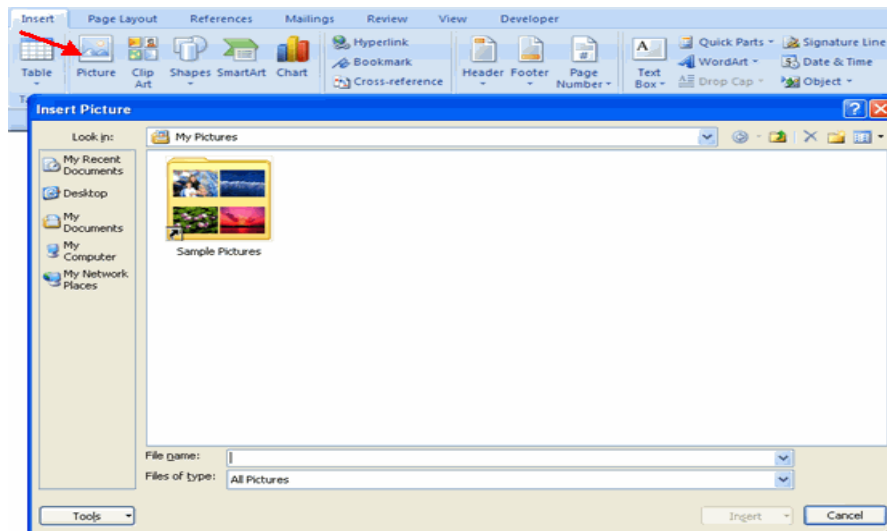 Insert Page Layout References Mailings Review View Developer
Table Picture Clip Art Shapes SmartArt Chart Hyperlink Bookmark Cross-reference Header Footer Page Number Text Box Quick Parts WordArt Drop Cap Signature Line Date & Time Object
Insert Picture
Look in: My Pictures
My Recent Documents
Desktop
My Documents
My Computer
My Network Places
Sample Pictures
File name:
Files of type: All Pictures
Tools Insert Cancel